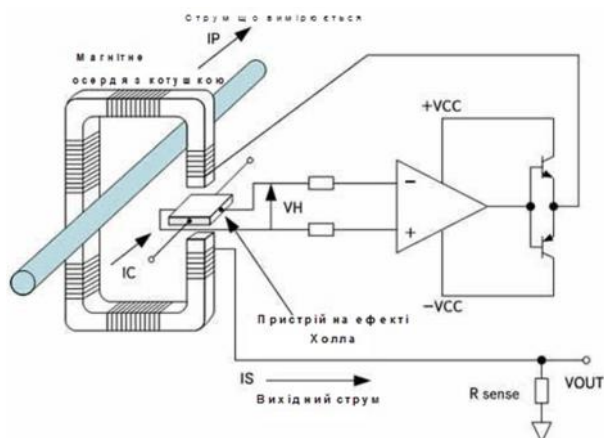 Струм що вимірюється
IP
Магнітне
осердя з котушкою
+VCC
VH
−
+
IC
−VCC
Пристрій на ефекті
Холла
IS
Вихідний струм
R sense
VOUT